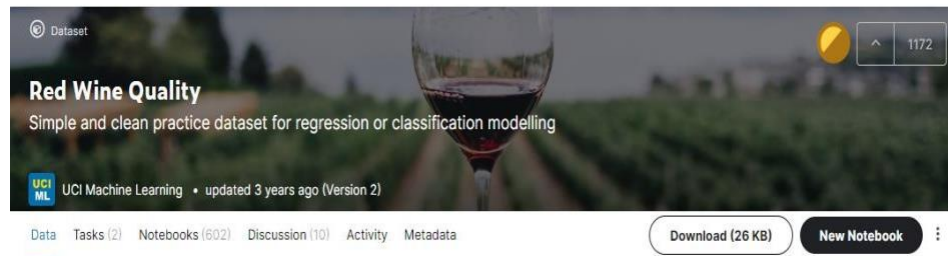 Dataset
1172
Red Wine Quality
Simple and clean practice dataset for regression or classification modelling
UCI
ML
UCI Machine Learning • updated 3 years ago (Version 2)
Data Tasks (2) Notebooks (602) Discussion (10) Activity Metadata Download (26 KB) New Notebook